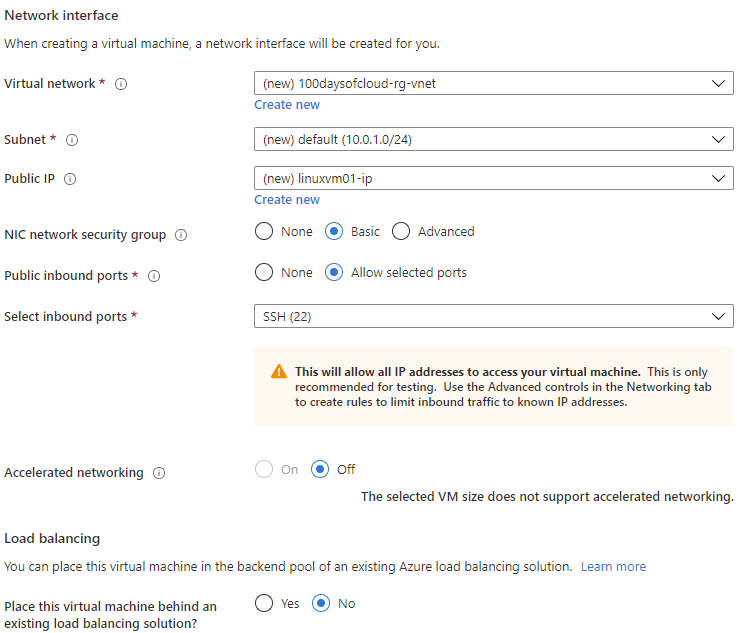 Network interface
When creating a virtual machine, a network interface will be created for you.
Virtual network *
(new) 100daysofcloud-rg-vnet
Create new
Subnet *
(new) default (10.0.1.0/24)
Public IP
(new) linuxvm01-ip
Create new
NIC network security group
None Basic Advanced
Public inbound ports *
None Allow selected ports
Select inbound ports *
SSH (22)
This will allow all IP addresses to access your virtual machine. This is only
recommended for testing. Use the Advanced controls in the Networking tab
to create rules to limit inbound traffic to known IP addresses.
Accelerated networking
On Off
The selected VM size does not support accelerated networking.
Load balancing
You can place this virtual machine in the backend pool of an existing Azure load balancing solution. Learn more
Place this virtual machine behind an
existing load balancing solution?
Yes No